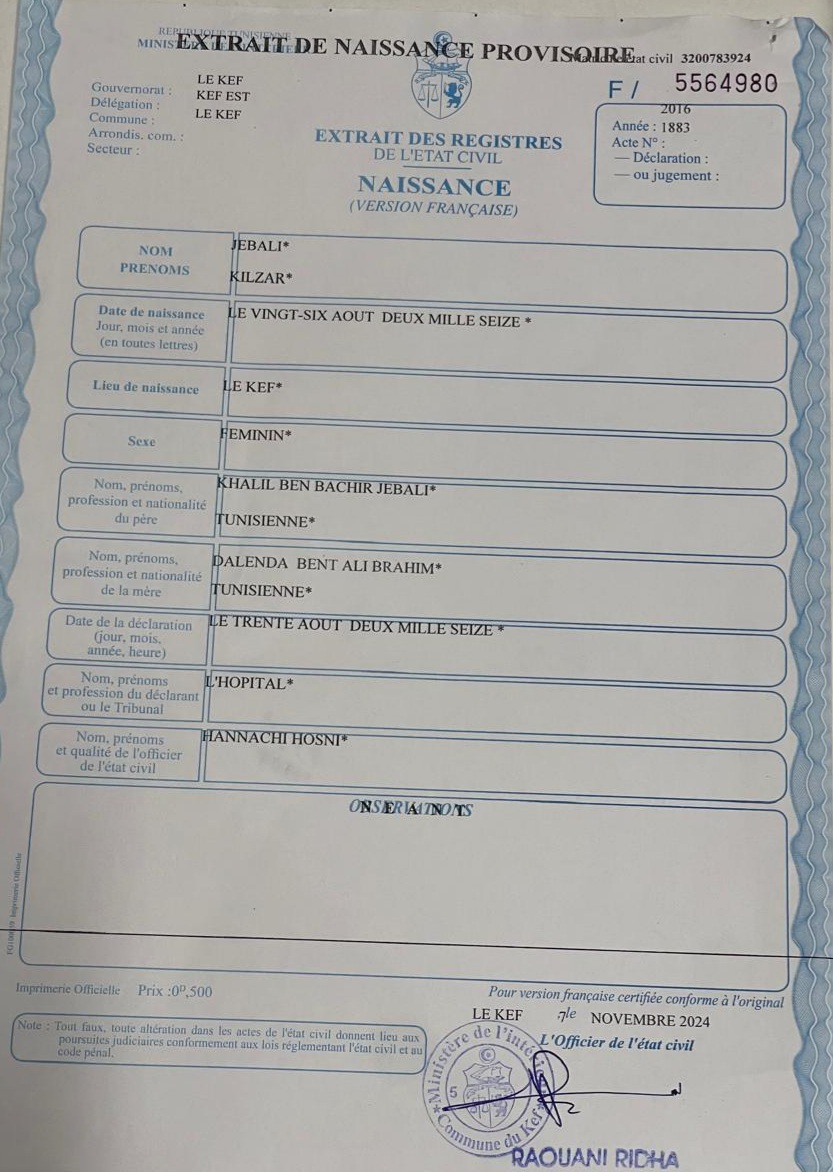 REPUBLIQUE TUNISIENNE
EXTRAIT DE NAISSANCE PROVISOIRE
état civil 3200783924
F/ 5564980
Gouvernorat : LE KEF
Délégation : KEF EST
Commune : LE KEF
Arrondis. com. :
Secteur :
2016
Année : 1883
Acte N° :
— Déclaration :
— ou jugement :
EXTRAIT DES REGISTRES
DE L'ETAT CIVIL
NAISSANCE
(VERSION FRANÇAISE)
NOM
PRENOMS
JEBALI*
KILZAR*
Date de naissance
Jour, mois et année
(en toutes lettres)
LE VINGT-SIX AOUT DEUX MILLE SEIZE *
Lieu de naissance
LE KEF*
Sexe
FEMININ*
Nom, prénoms,
profession et nationalité
du père
KHALIL BEN BACHIR JEBALI*
TUNISIENNE*
Nom, prénoms,
profession et nationalité
de la mère
DALENDA BENT ALI BRAHIM*
TUNISIENNE*
Date de la déclaration
(jour, mois,
année, heure)
LE TRENTE AOUT DEUX MILLE SEIZE *
Nom, prénoms
et profession du déclarant
ou le Tribunal
L'HOPITAL*
Nom, prénoms
et qualité de l'officier
de l'état civil
HANNACHI HOSNI*
OBSERVATIONS
N E A N T
Imprimerie Officielle
Imprimerie Officielle Prix :0ᴰ,500
Note : Tout faux, toute altération dans les actes de l'état civil donnent lieu aux
poursuites judiciaires conformement aux lois réglementant l'état civil et au
code pénal.
Pour version française certifiée conforme à l'original
LE KEF le NOVEMBRE 2024
L'Officier de l'état civil
*Ministère de l'intérieur*
5
Commune du Kef
RAOUANI RIDHA